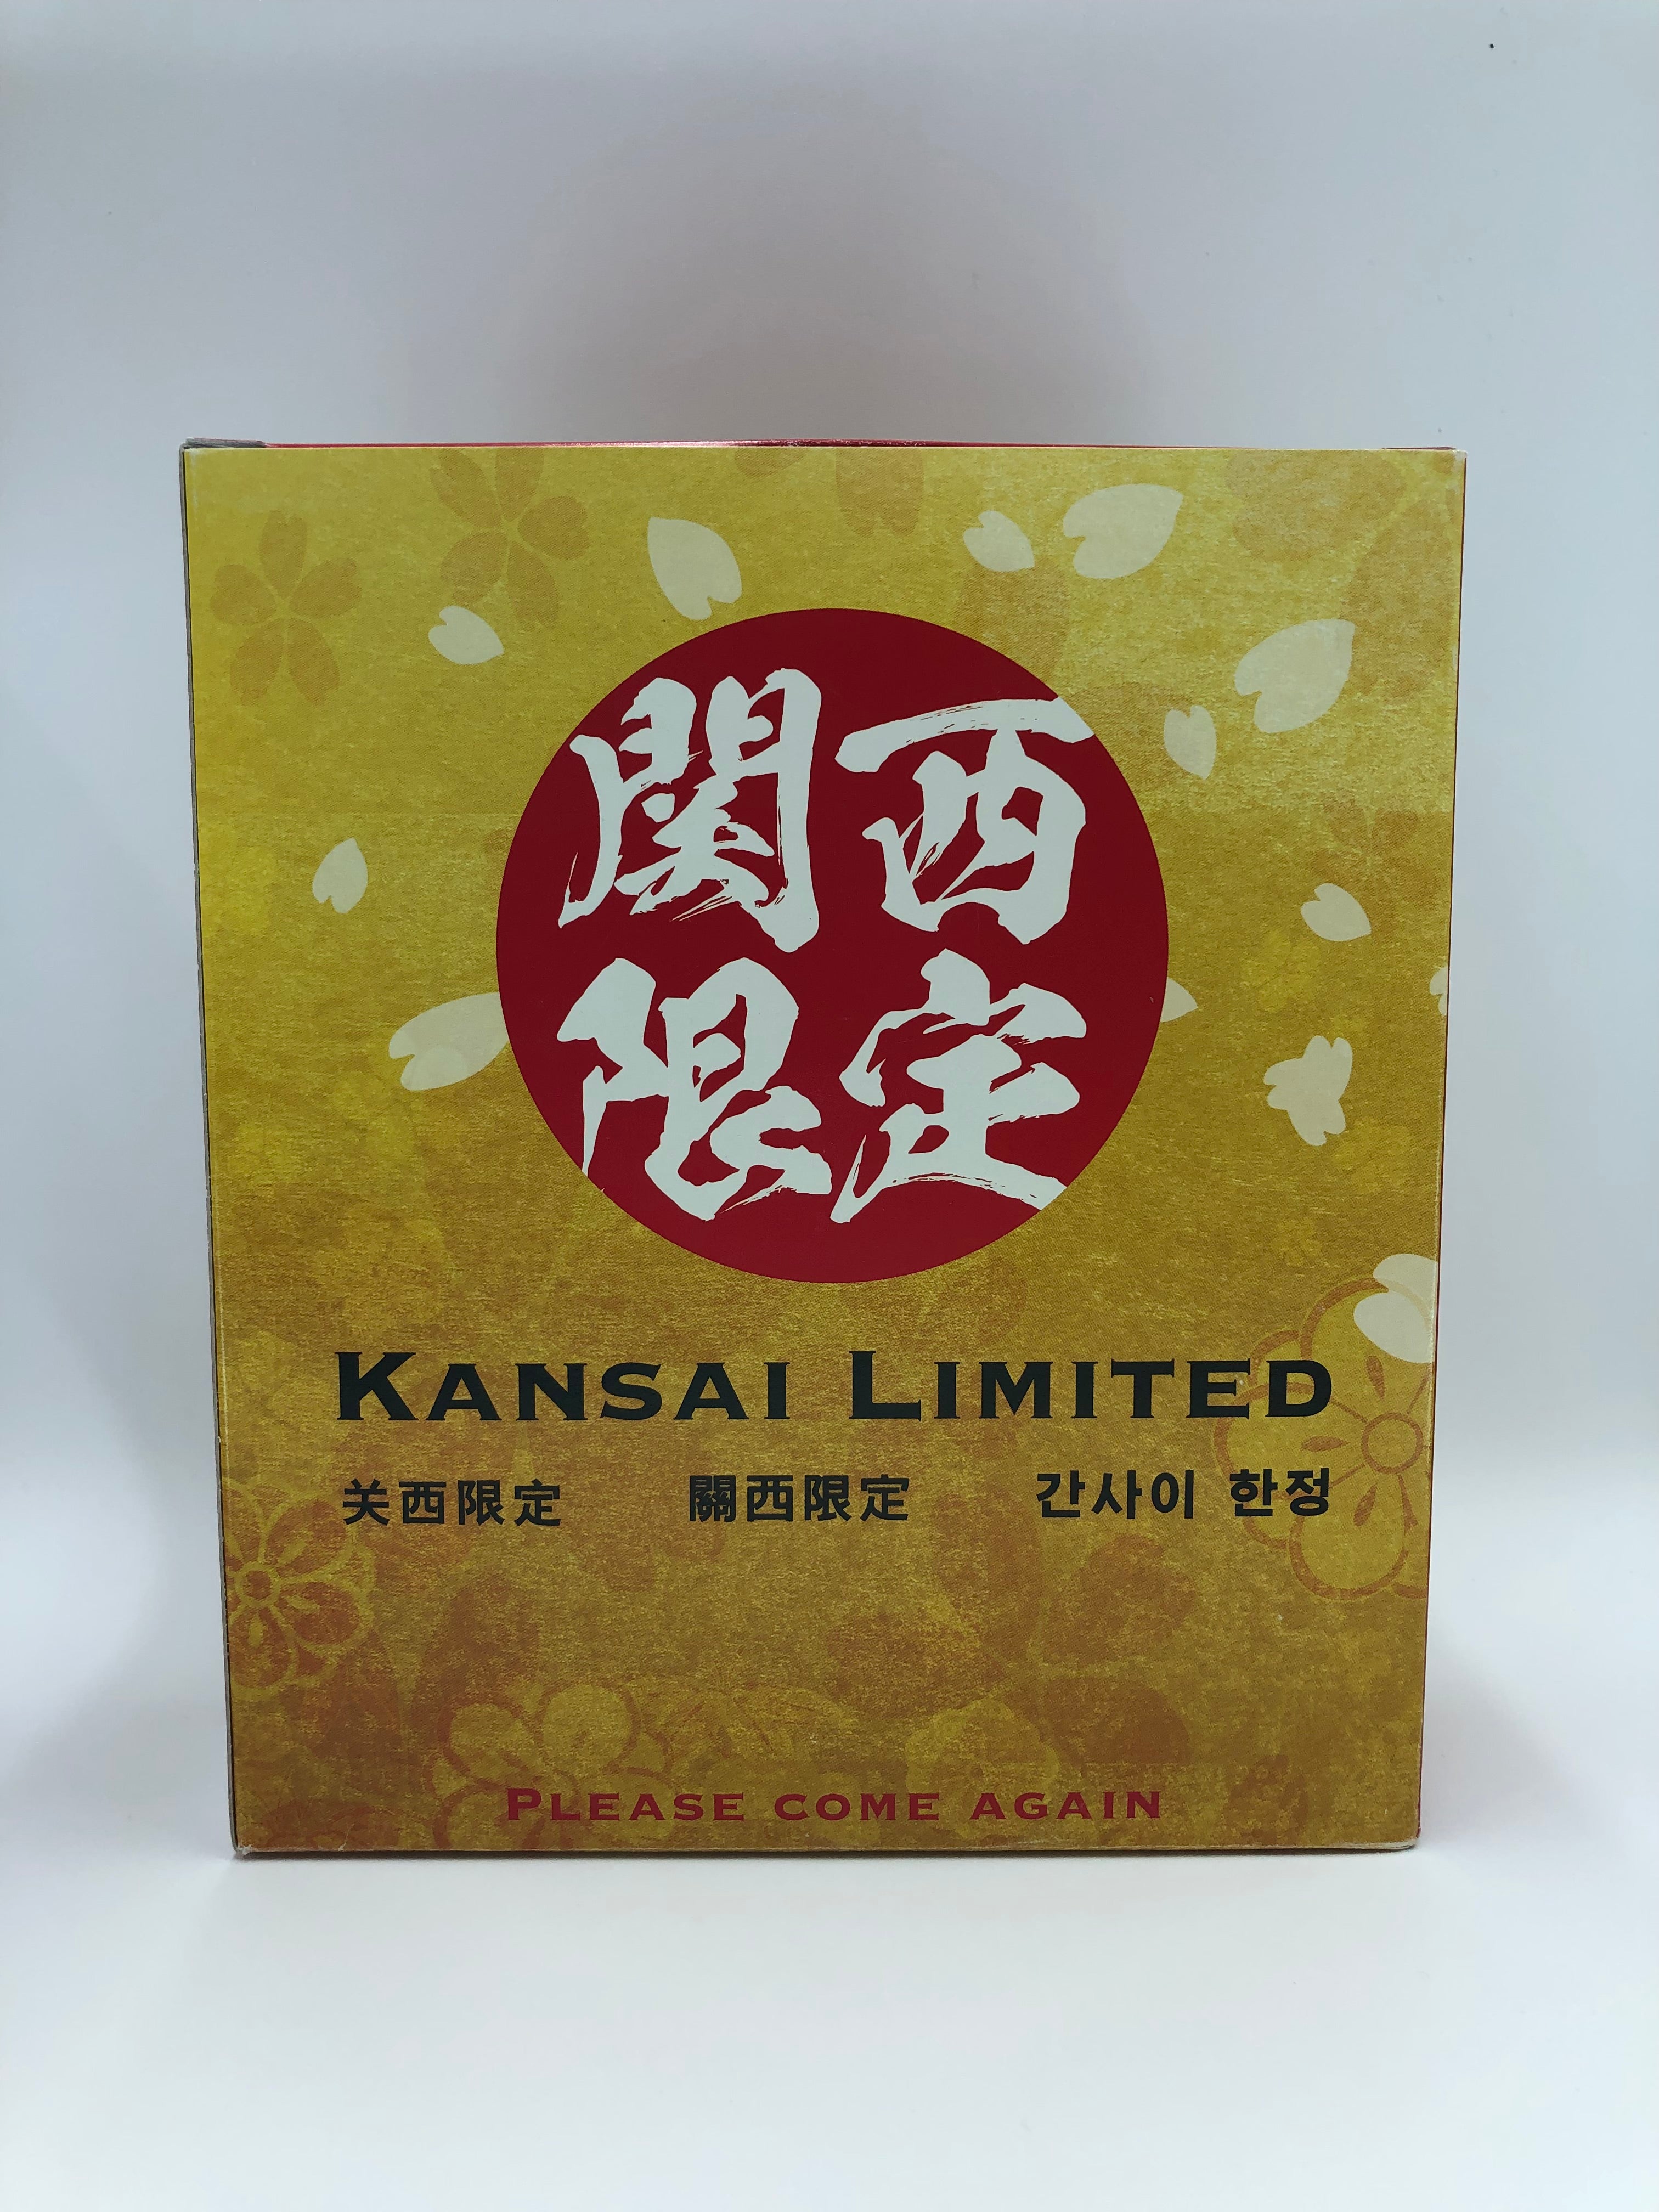 関西
限定
KANSAI LIMITED
关西限定 關西限定 간사이 한정
PLEASE COME AGAIN